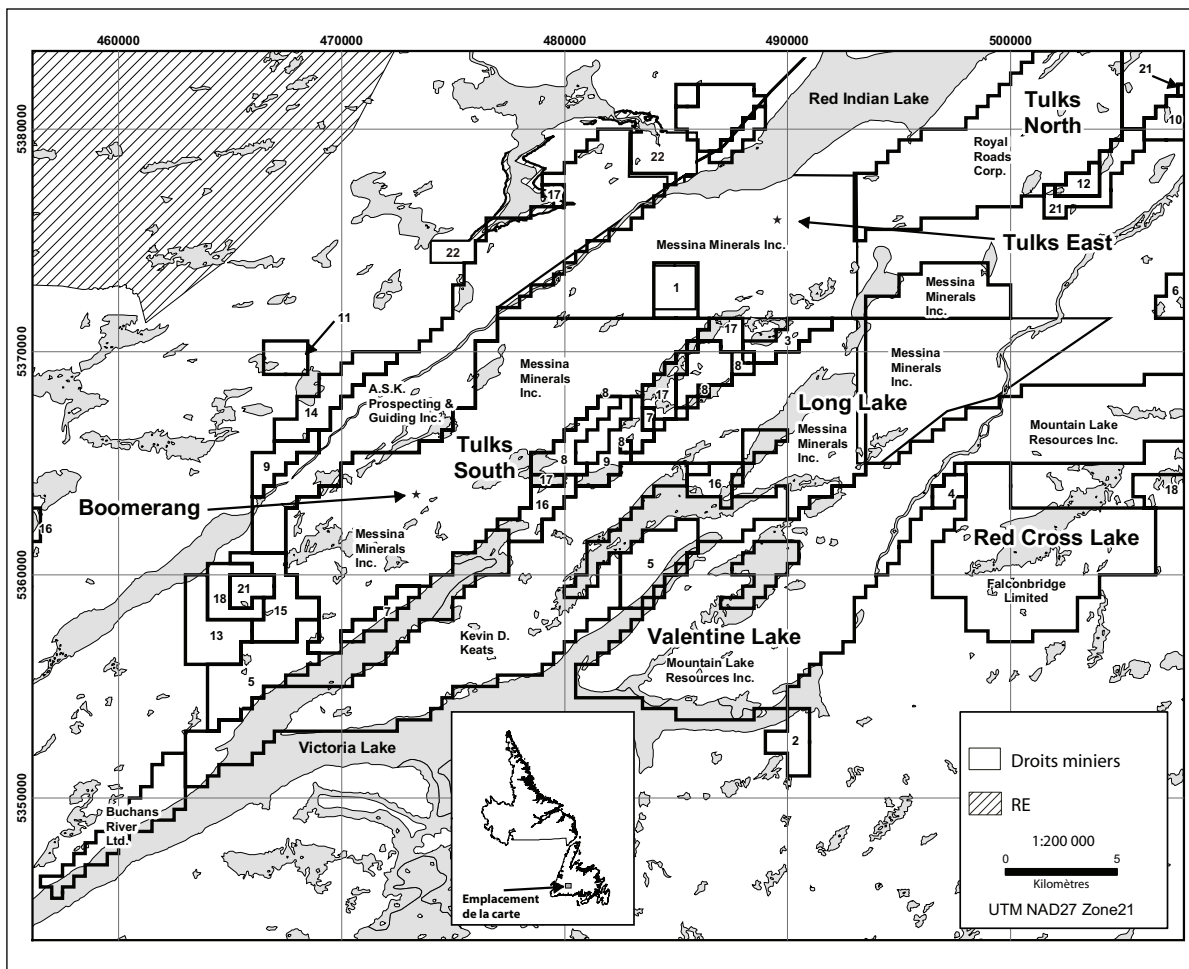 460000
470000
480000
490000
500000
5380000
5370000
5360000
5350000
Red Indian Lake
21
Tulks
North
10
Royal
Roads
Corp.
22
12
17
21
22
Messina Minerals Inc.
Tulks East
1
Messina
Minerals
Inc.
6
11
17
3
Messina
Minerals
Inc.
A.S.K.
Prospecting &
Guiding Inc.
Messina
Minerals
Inc.
8
8
8
17
7
14
Long Lake
Messina
Minerals
Inc.
Mountain Lake
Resources Inc.
Tulks
South
8
8
9
9
17
16
16
4
18
Boomerang
16
Messina
Minerals
Inc.
Red Cross Lake
Falconbridge
Limited
5
21
18
15
7
13
Kevin D.
Keats
Valentine Lake
Mountain Lake
Resources Inc.
5
Victoria Lake
2
Buchans
River
Ltd.
Emplacement
de la carte
Droits miniers
RE
1:200 000
0
5
Kilomètres
UTM NAD27 Zone21